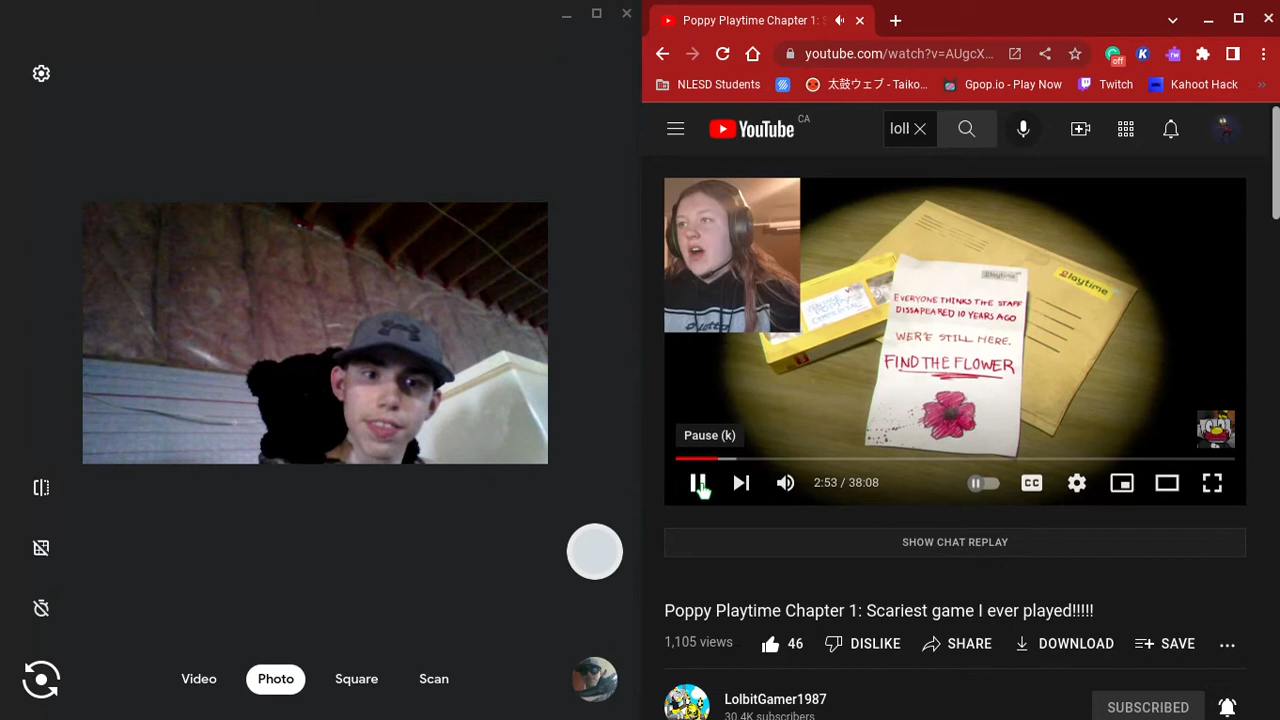 Poppy Playtime Chapter 1: S
youtube.com/watch?v=AUgcX...
off
NLESD Students
太鼓ウェブ - Taiko...
Gpop.io - Play Now
Twitch
Kahoot Hack
»
YouTube CA
loll
Playtime
EVERYONE THINKS THE STAFF
DISSAPEARED 10 YEARS AGO
WE'RE STILL HERE.
FIND THE FLOWER
Playtime
Pause (k)
2:53 / 38:08
CC
SHOW CHAT REPLAY
Poppy Playtime Chapter 1: Scariest game I ever played!!!!!
1,105 views
46
DISLIKE
SHARE
DOWNLOAD
SAVE
LolbitGamer1987
30.4K subscribers
SUBSCRIBED
Video
Photo
Square
Scan